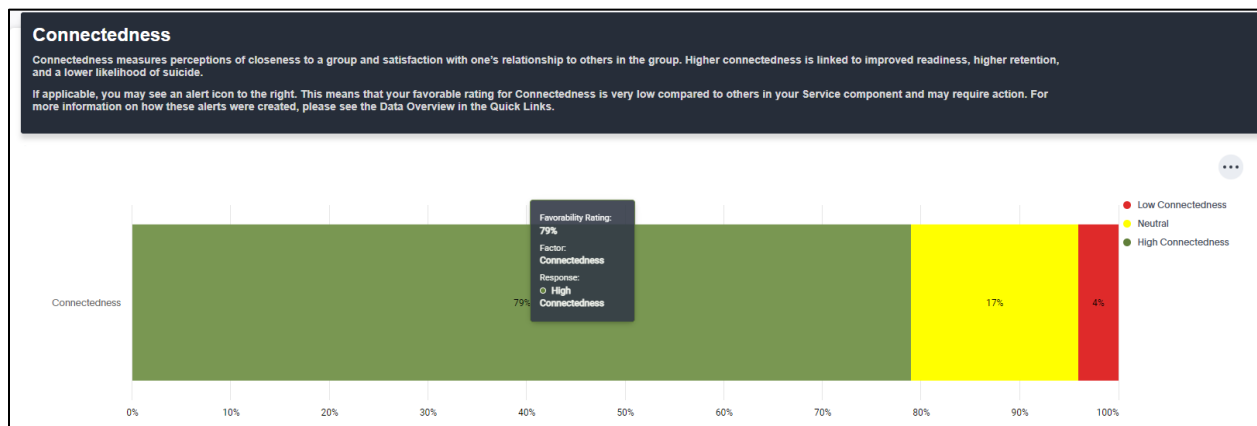 Connectedness
Connectedness measures perceptions of closeness to a group and satisfaction with one's relationship to others in the group. Higher connectedness is linked to improved readiness, higher retention,
and a lower likelihood of suicide.
If applicable, you may see an alert icon to the right. This means that your favorable rating for Connectedness is very low compared to others in your Service component and may require action. For
more information on how these alerts were created, please see the Data Overview in the Quick Links.
Low Connectedness
Neutral
High Connectedness
Favorability Rating:
79%
Factor:
Connectedness
Response:
High
Connectedness
Connectedness
79%
17%
4%
0% 10% 20% 30% 40% 50% 60% 70% 80% 90% 100%